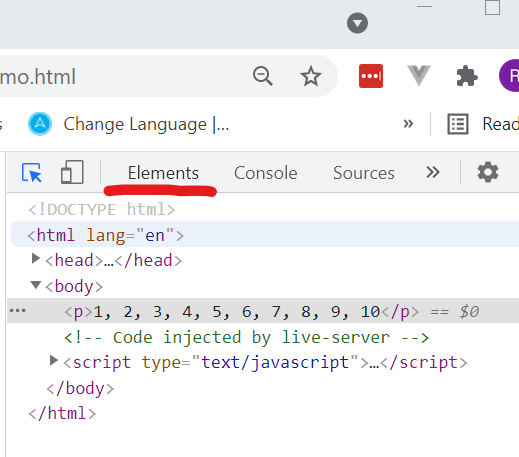 mo.html
R
Change Language |...
»
Read
Elements Console Sources »
<!DOCTYPE html>
<html lang="en">
<head>…</head>
<body>
<p>1, 2, 3, 4, 5, 6, 7, 8, 9, 10</p> == $0
<!-- Code injected by live-server -->
<script type="text/javascript">…</script>
</body>
</html>